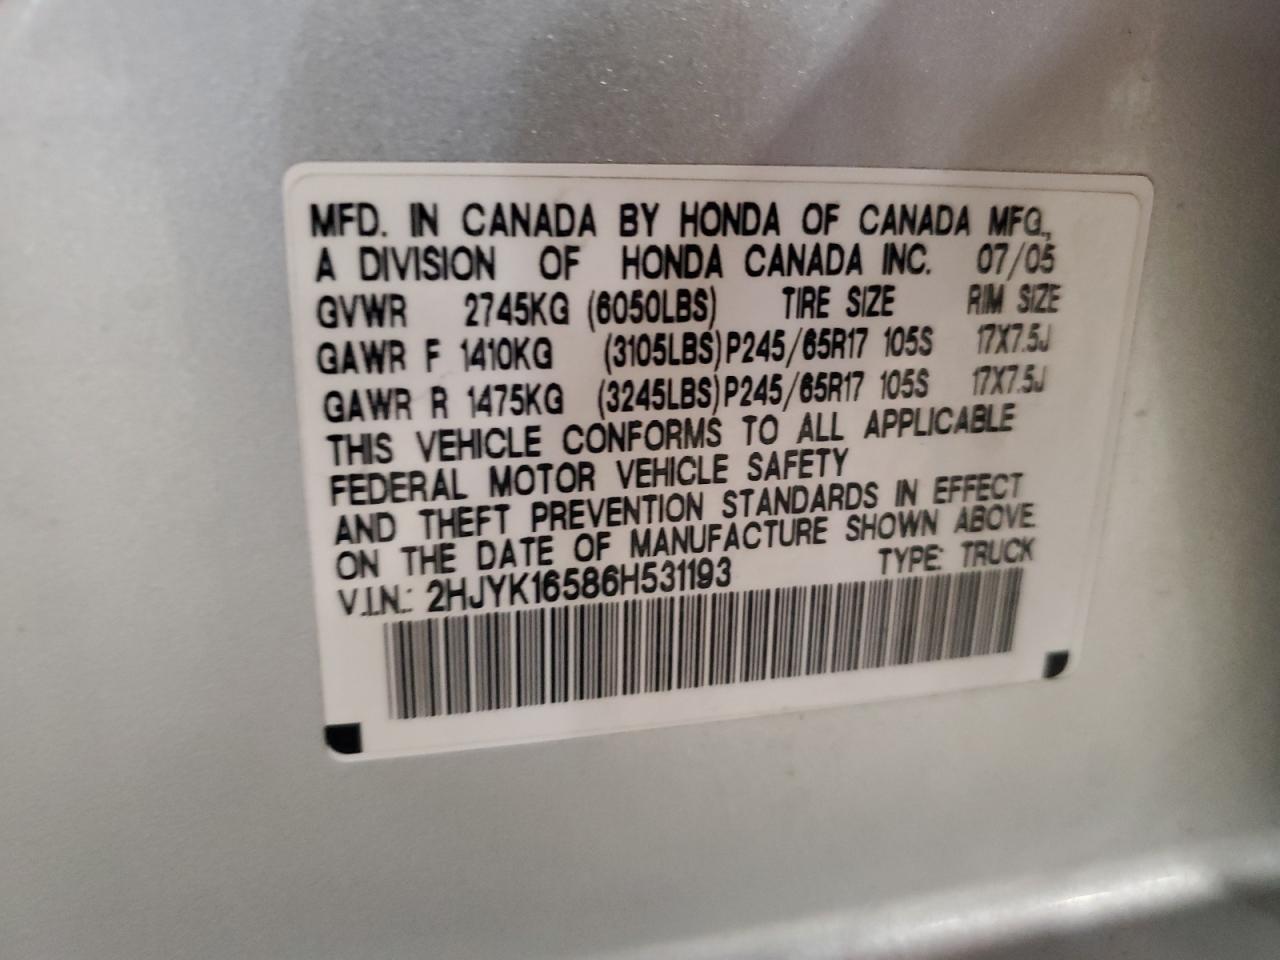 MFD. IN CANADA BY HONDA OF CANADA MFG.,
A DIVISION OF HONDA CANADA INC. 07/05
GVWR 2745KG (6050LBS) TIRE SIZE RIM SIZE
GAWR F 1410KG (3105LBS) P245/65R17 105S 17X7.5J
GAWR R 1475KG (3245LBS) P245/65R17 105S 17X7.5J
THIS VEHICLE CONFORMS TO ALL APPLICABLE
FEDERAL MOTOR VEHICLE SAFETY
AND THEFT PREVENTION STANDARDS IN EFFECT
ON THE DATE OF MANUFACTURE SHOWN ABOVE
V.I.N.: 2HJYK16586H531193 TYPE: TRUCK